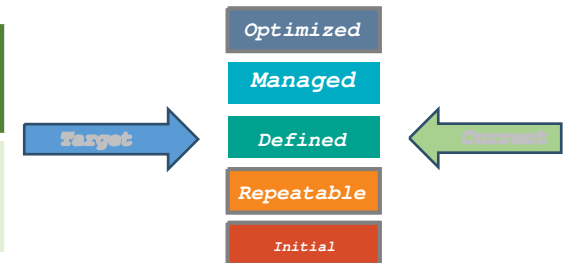 Optimized
Managed
Target
Defined
Current
Repeatable
Initial